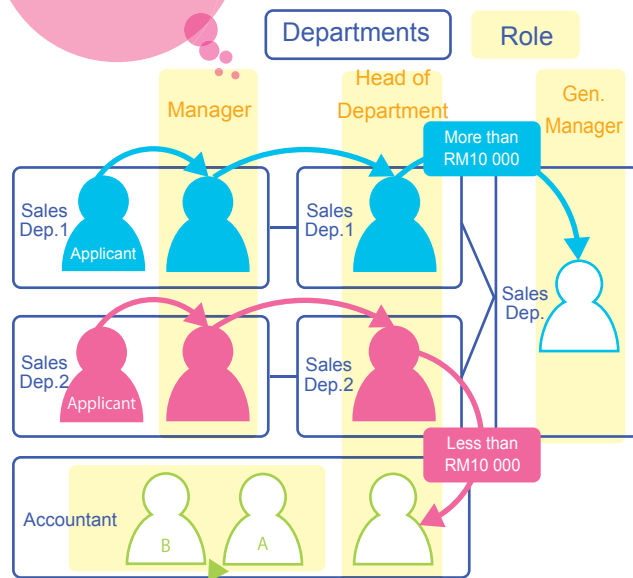 Departments
Role
Manager
Head of
Department
Gen.
Manager
More than
RM10 000
Sales
Dep.1
Applicant
Sales
Dep.1
Sales
Dep.
Sales
Dep.2
Applicant
Sales
Dep.2
Less than
RM10 000
Accountant
B
A